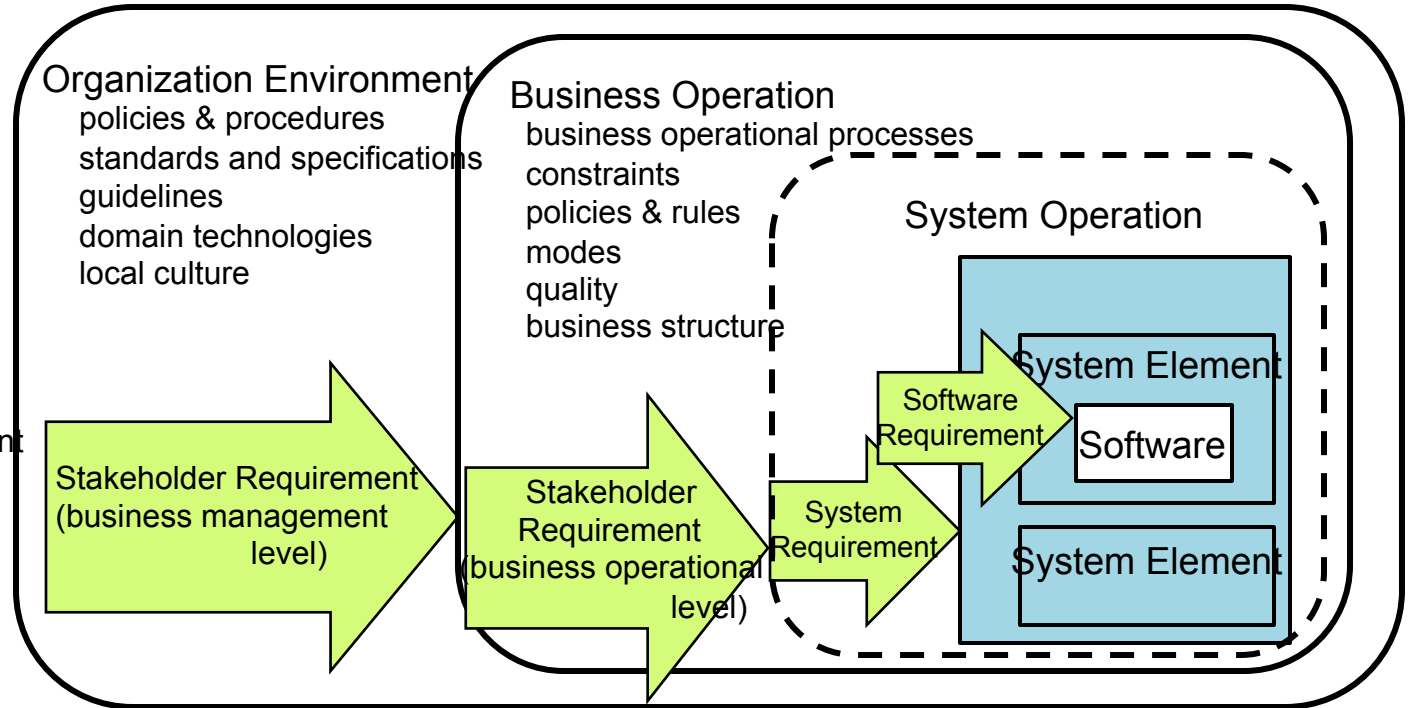 Organization Environment
policies & procedures
standards and specifications
guidelines
domain technologies
local culture
Business Operation
business operational processes
constraints
policies & rules
modes
quality
business structure
System Operation
System Element
Software
System Element
Software
Requirement
System
Requirement
Stakeholder
Requirement
(business operational
level)
Stakeholder Requirement
(business management
level)
nt